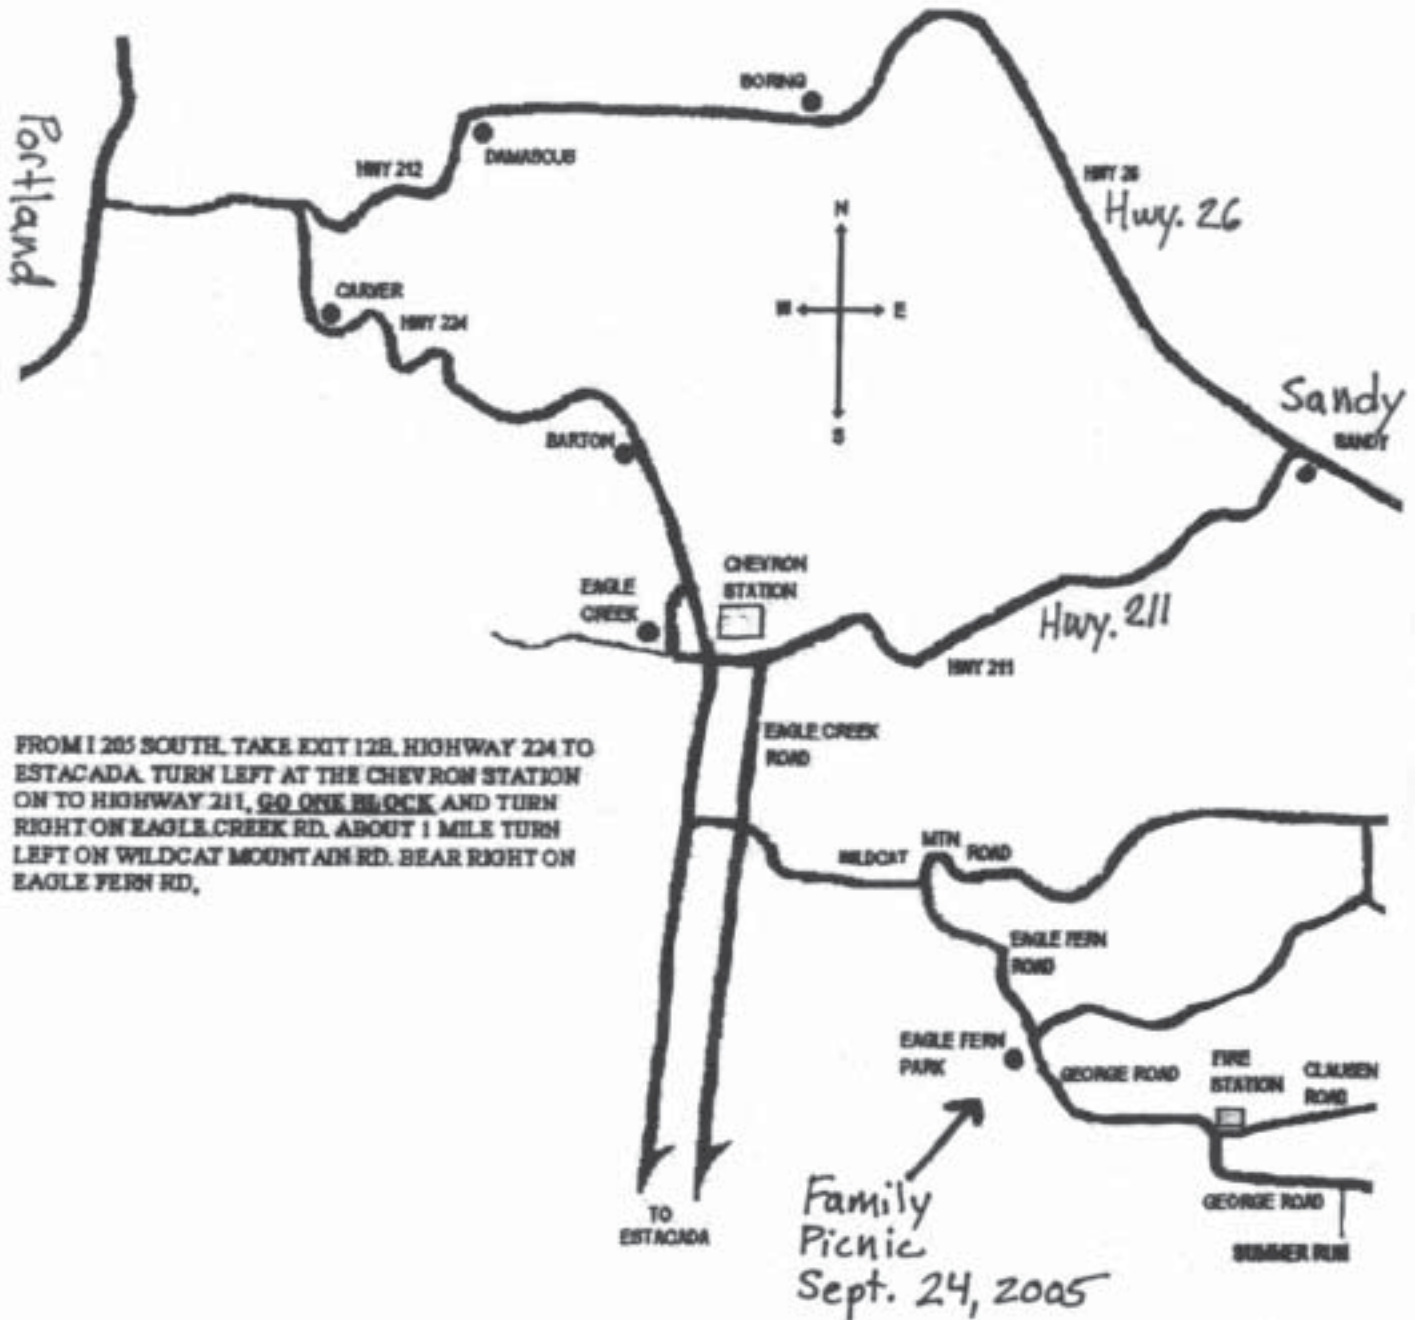 BORING
DAMASCUS
HWY 212
Portland
HWY 26
Hwy. 26
N
W
E
S
CARVER
HWY 224
Sandy
SANDY
BARTON
CHEVRON
STATION
EAGLE
CREEK
Hwy. 211
HWY 211
EAGLE CREEK
ROAD
FROM I 205 SOUTH, TAKE EXIT 12B, HIGHWAY 224 TO
ESTACADA. TURN LEFT AT THE CHEVRON STATION
ON TO HIGHWAY 211, GO ONE BLOCK AND TURN
RIGHT ON EAGLE CREEK RD. ABOUT 1 MILE TURN
LEFT ON WILDCAT MOUNTAIN RD. BEAR RIGHT ON
EAGLE FERN RD,
WILDCAT MTN ROAD
EAGLE FERN
ROAD
EAGLE FERN
PARK
GEORGE ROAD
FIRE
STATION
CLAUSEN
ROAD
GEORGE ROAD
SUMMER RUN
TO
ESTACADA
Family
Picnic
Sept. 24, 2005